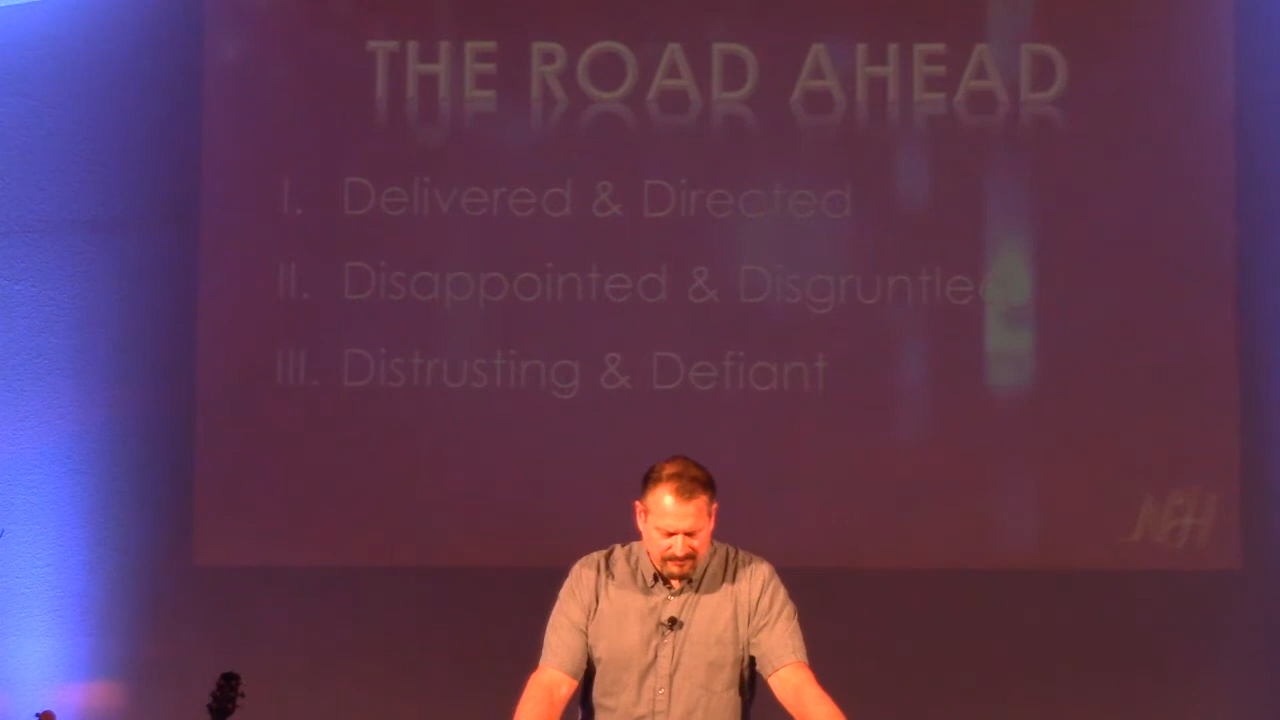 THE ROAD AHEAD
I. Delivered & Directed
II. Disappointed & Disgruntled
III. Distrusting & Defiant